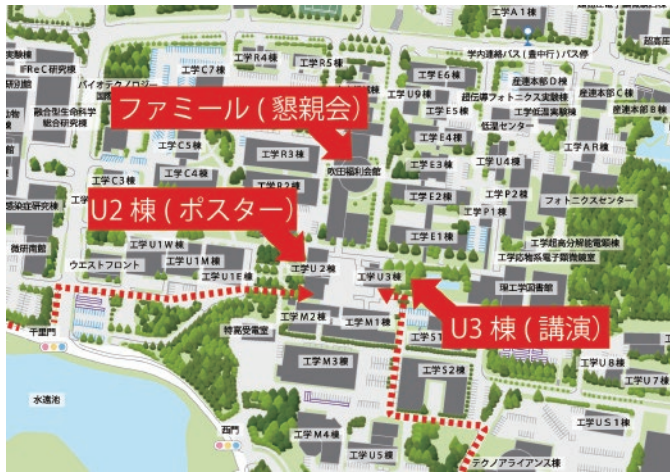 工学A1棟
学内連絡バス(豊中行)バス停
工学R4棟
工学R5棟
IFReC研究棟
工学C7棟
工学E6棟
産連本部D棟
バイオテクノロジー
工学U9棟
超伝導フォトニクス実験棟
産連本部C棟
融合型生命科学
総合研究棟
ファミール(懇親会)
工学E5棟
工学低温実験棟
低温センター
産連本部B棟
工学E4棟
工学C5棟
工学R3棟
工学AR棟
工学C3棟
工学C4棟
吹田福利会館
工学E3棟
工学U4棟
工学R2棟
工学E2棟
工学P2棟
フォトニクスセンター
感染症研究棟
U2棟(ポスター)
工学P1棟
微研南館
工学U1W棟
工学E1棟
工学超高分解能電顕棟
工学応物系電子顕微鏡室
ウエストフロント
工学U1M棟
工学U1E棟
工学U2棟
工学U3棟
理工学図書館
千里門
特高受電室
工学M2棟
工学M1棟
U3棟(講演)
工学M3棟
工学S2棟
工学U8棟
工学U7棟
水遠池
西門
工学M4棟
工学U5棟
工学US1棟
テクノアライアンス棟